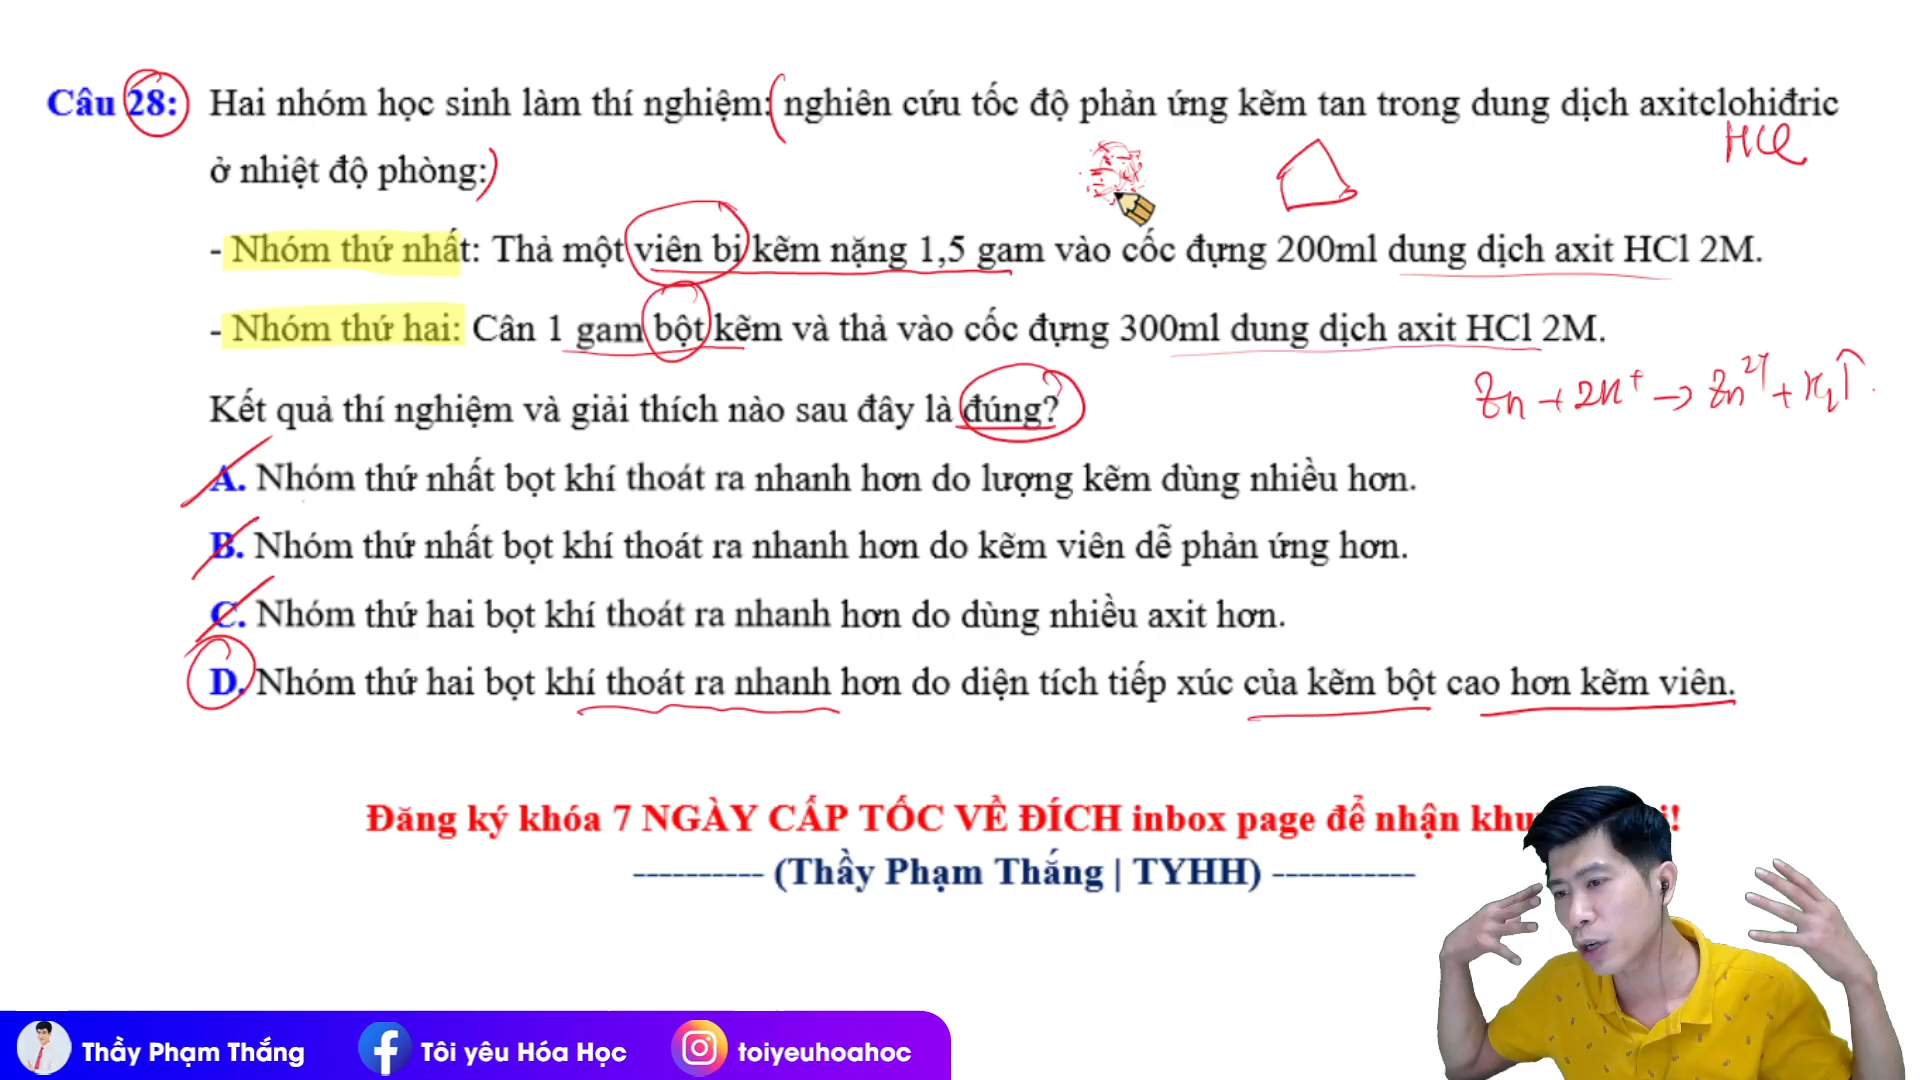 Câu 28: Hai nhóm học sinh làm thí nghiệm: nghiên cứu tốc độ phản ứng kẽm tan trong dung dịch axitclohiđric
HCl
ở nhiệt độ phòng:
- Nhóm thứ nhất: Thả một viên bi kẽm nặng 1,5 gam vào cốc đựng 200ml dung dịch axit HCl 2M.
- Nhóm thứ hai: Cân 1 gam bột kẽm và thả vào cốc đựng 300ml dung dịch axit HCl 2M.
Zn + 2H⁺ → Zn²⁺ + H₂↑
Kết quả thí nghiệm và giải thích nào sau đây là đúng?
A. Nhóm thứ nhất bọt khí thoát ra nhanh hơn do lượng kẽm dùng nhiều hơn.
B. Nhóm thứ nhất bọt khí thoát ra nhanh hơn do kẽm viên dễ phản ứng hơn.
C. Nhóm thứ hai bọt khí thoát ra nhanh hơn do dùng nhiều axit hơn.
D. Nhóm thứ hai bọt khí thoát ra nhanh hơn do diện tích tiếp xúc của kẽm bột cao hơn kẽm viên.
Đăng ký khóa 7 NGÀY CẤP TỐC VỀ ĐÍCH inbox page để nhận
---------- (Thầy Phạm Thắng | TYHH) -----------
Thầy Phạm Thắng Tôi yêu Hóa Học toiyeuhoahoc